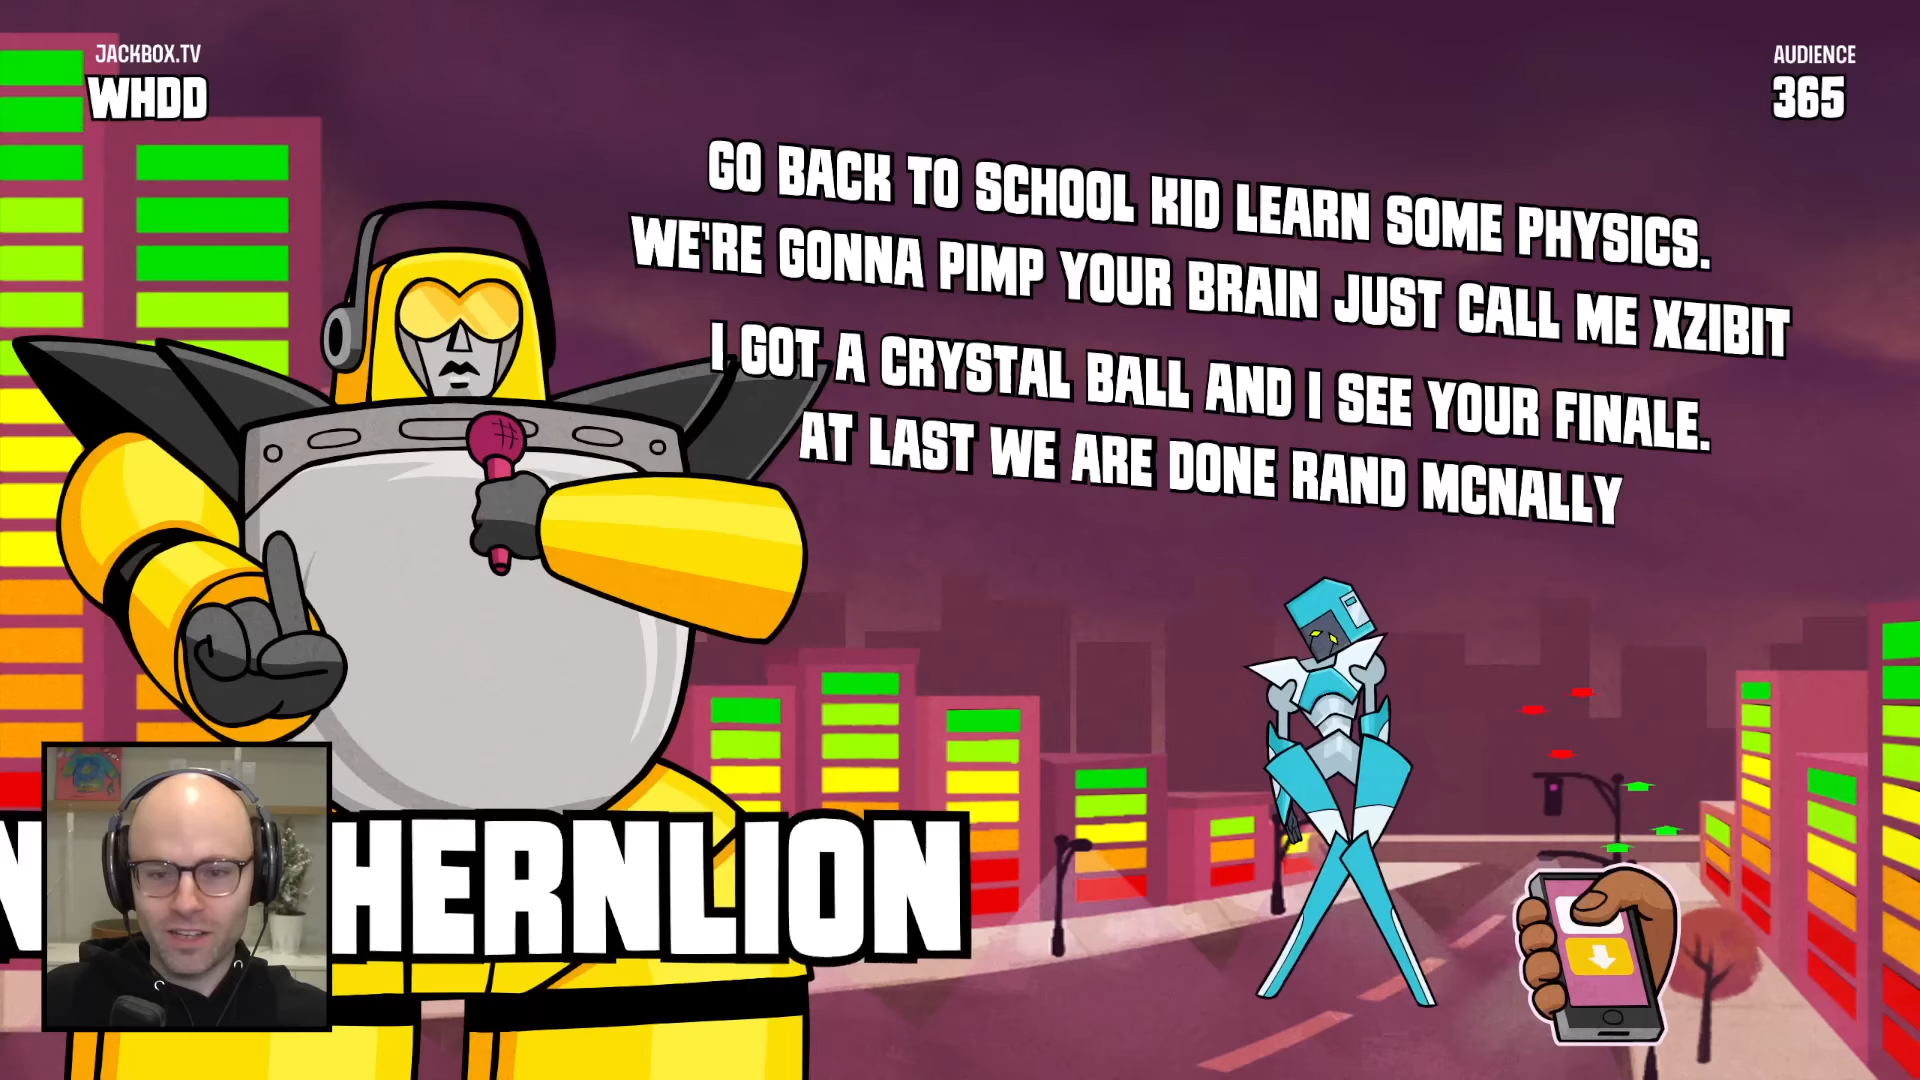 JACKBOX.TV
WHDD
AUDIENCE
365
GO BACK TO SCHOOL KID LEARN SOME PHYSICS.
WE'RE GONNA PIMP YOUR BRAIN JUST CALL ME XZIBIT
I GOT A CRYSTAL BALL AND I SEE YOUR FINALE.
AT LAST WE ARE DONE RAND MCNALLY
HERNLION